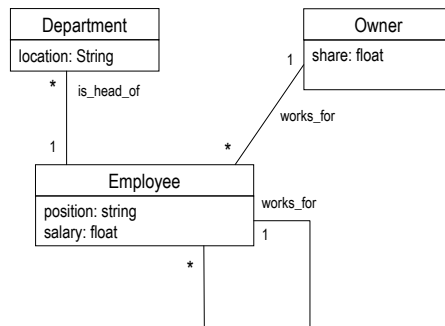 Department
location: String
Owner
share: float
*
is_head_of
1
1
works_for
*
Employee
position: string
salary: float
works_for
1
*